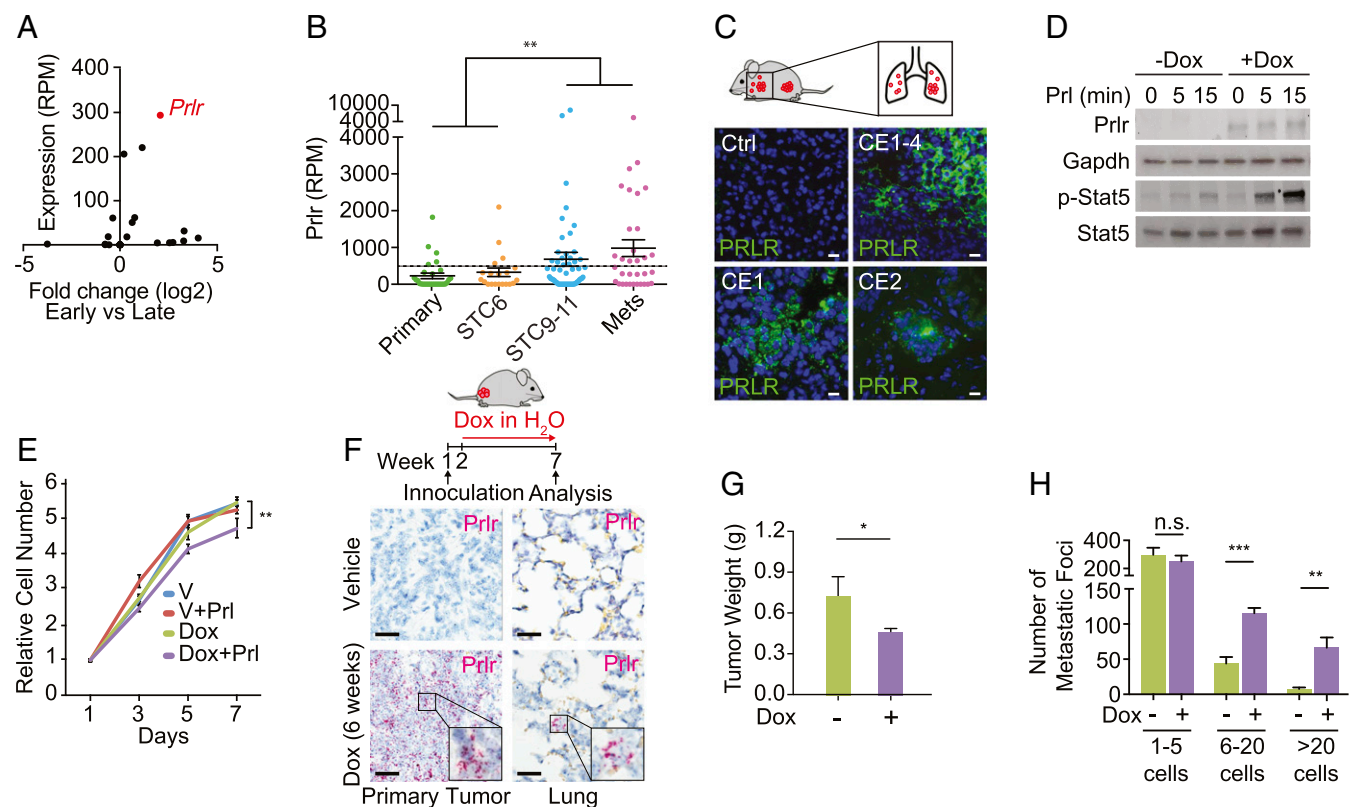 A
Expression (RPM)
400
300
200
100
0
Prlr
-5
0
5
Fold change (log2)
Early vs Late
B
**
Prlr (RPM)
10000
4000
4000
3000
2000
1000
0
Primary
STC6
STC9-11
Mets
C
Ctrl
CE1-4
PRLR
PRLR
CE1
CE2
PRLR
PRLR
D
-Dox +Dox
Prl (min) 0 5 15 0 5 15
Prlr
Gapdh
p-Stat5
Stat5
E
Relative Cell Number
6
5
4
3
2
1
0
**
V
V+Prl
Dox
Dox+Prl
1 3 5 7
Days
F
Dox in H2O
Week 1 2 7
Innoculation Analysis
Vehicle
Prlr
Prlr
Dox (6 weeks)
Prlr
Prlr
Primary Tumor Lung
G
Tumor Weight (g)
1.2
0.9
0.6
0.3
0.0
*
Dox - +
H
Number of
Metastatic Foci
400
200
150
100
50
0
n.s.
***
**
Dox - + - + - +
1-5 6-20 >20
cells cells cells